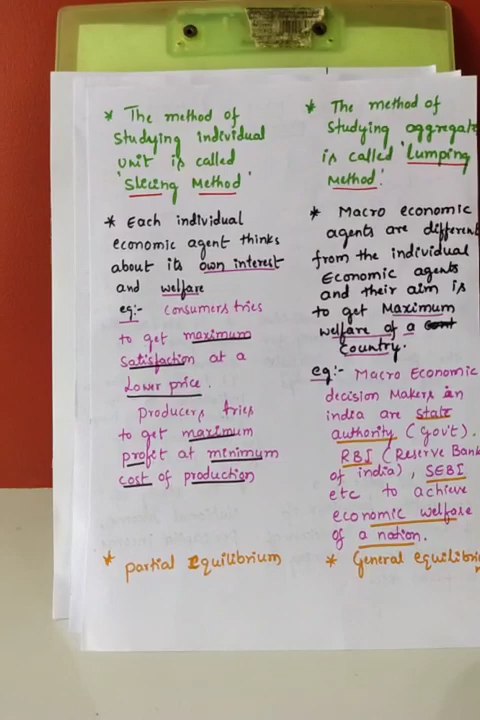 * The method of
studying individual
unit is called
'Slicing Method'
* Each individual
economic agent thinks
about its own interest
and welfare
eg:- Consumers tries
to get maximum
satisfaction at a
Lower price.
Producers tries
to get maximum
profit at minimum
cost of production
* partial Equilibrium
* The method of
studying aggregate
is called 'Lumping
Method.'
* Macro economic
agents are different
from the individual
Economic agents
and their aim is
to get Maximum
welfare of a
Country.
eg:- Macro Economic
decision Makers in
india are state
authority (Gov't).
RBI (Reserve Bank
of india), SEBI
etc to achieve
economic welfare
of a nation.
* General equilibri